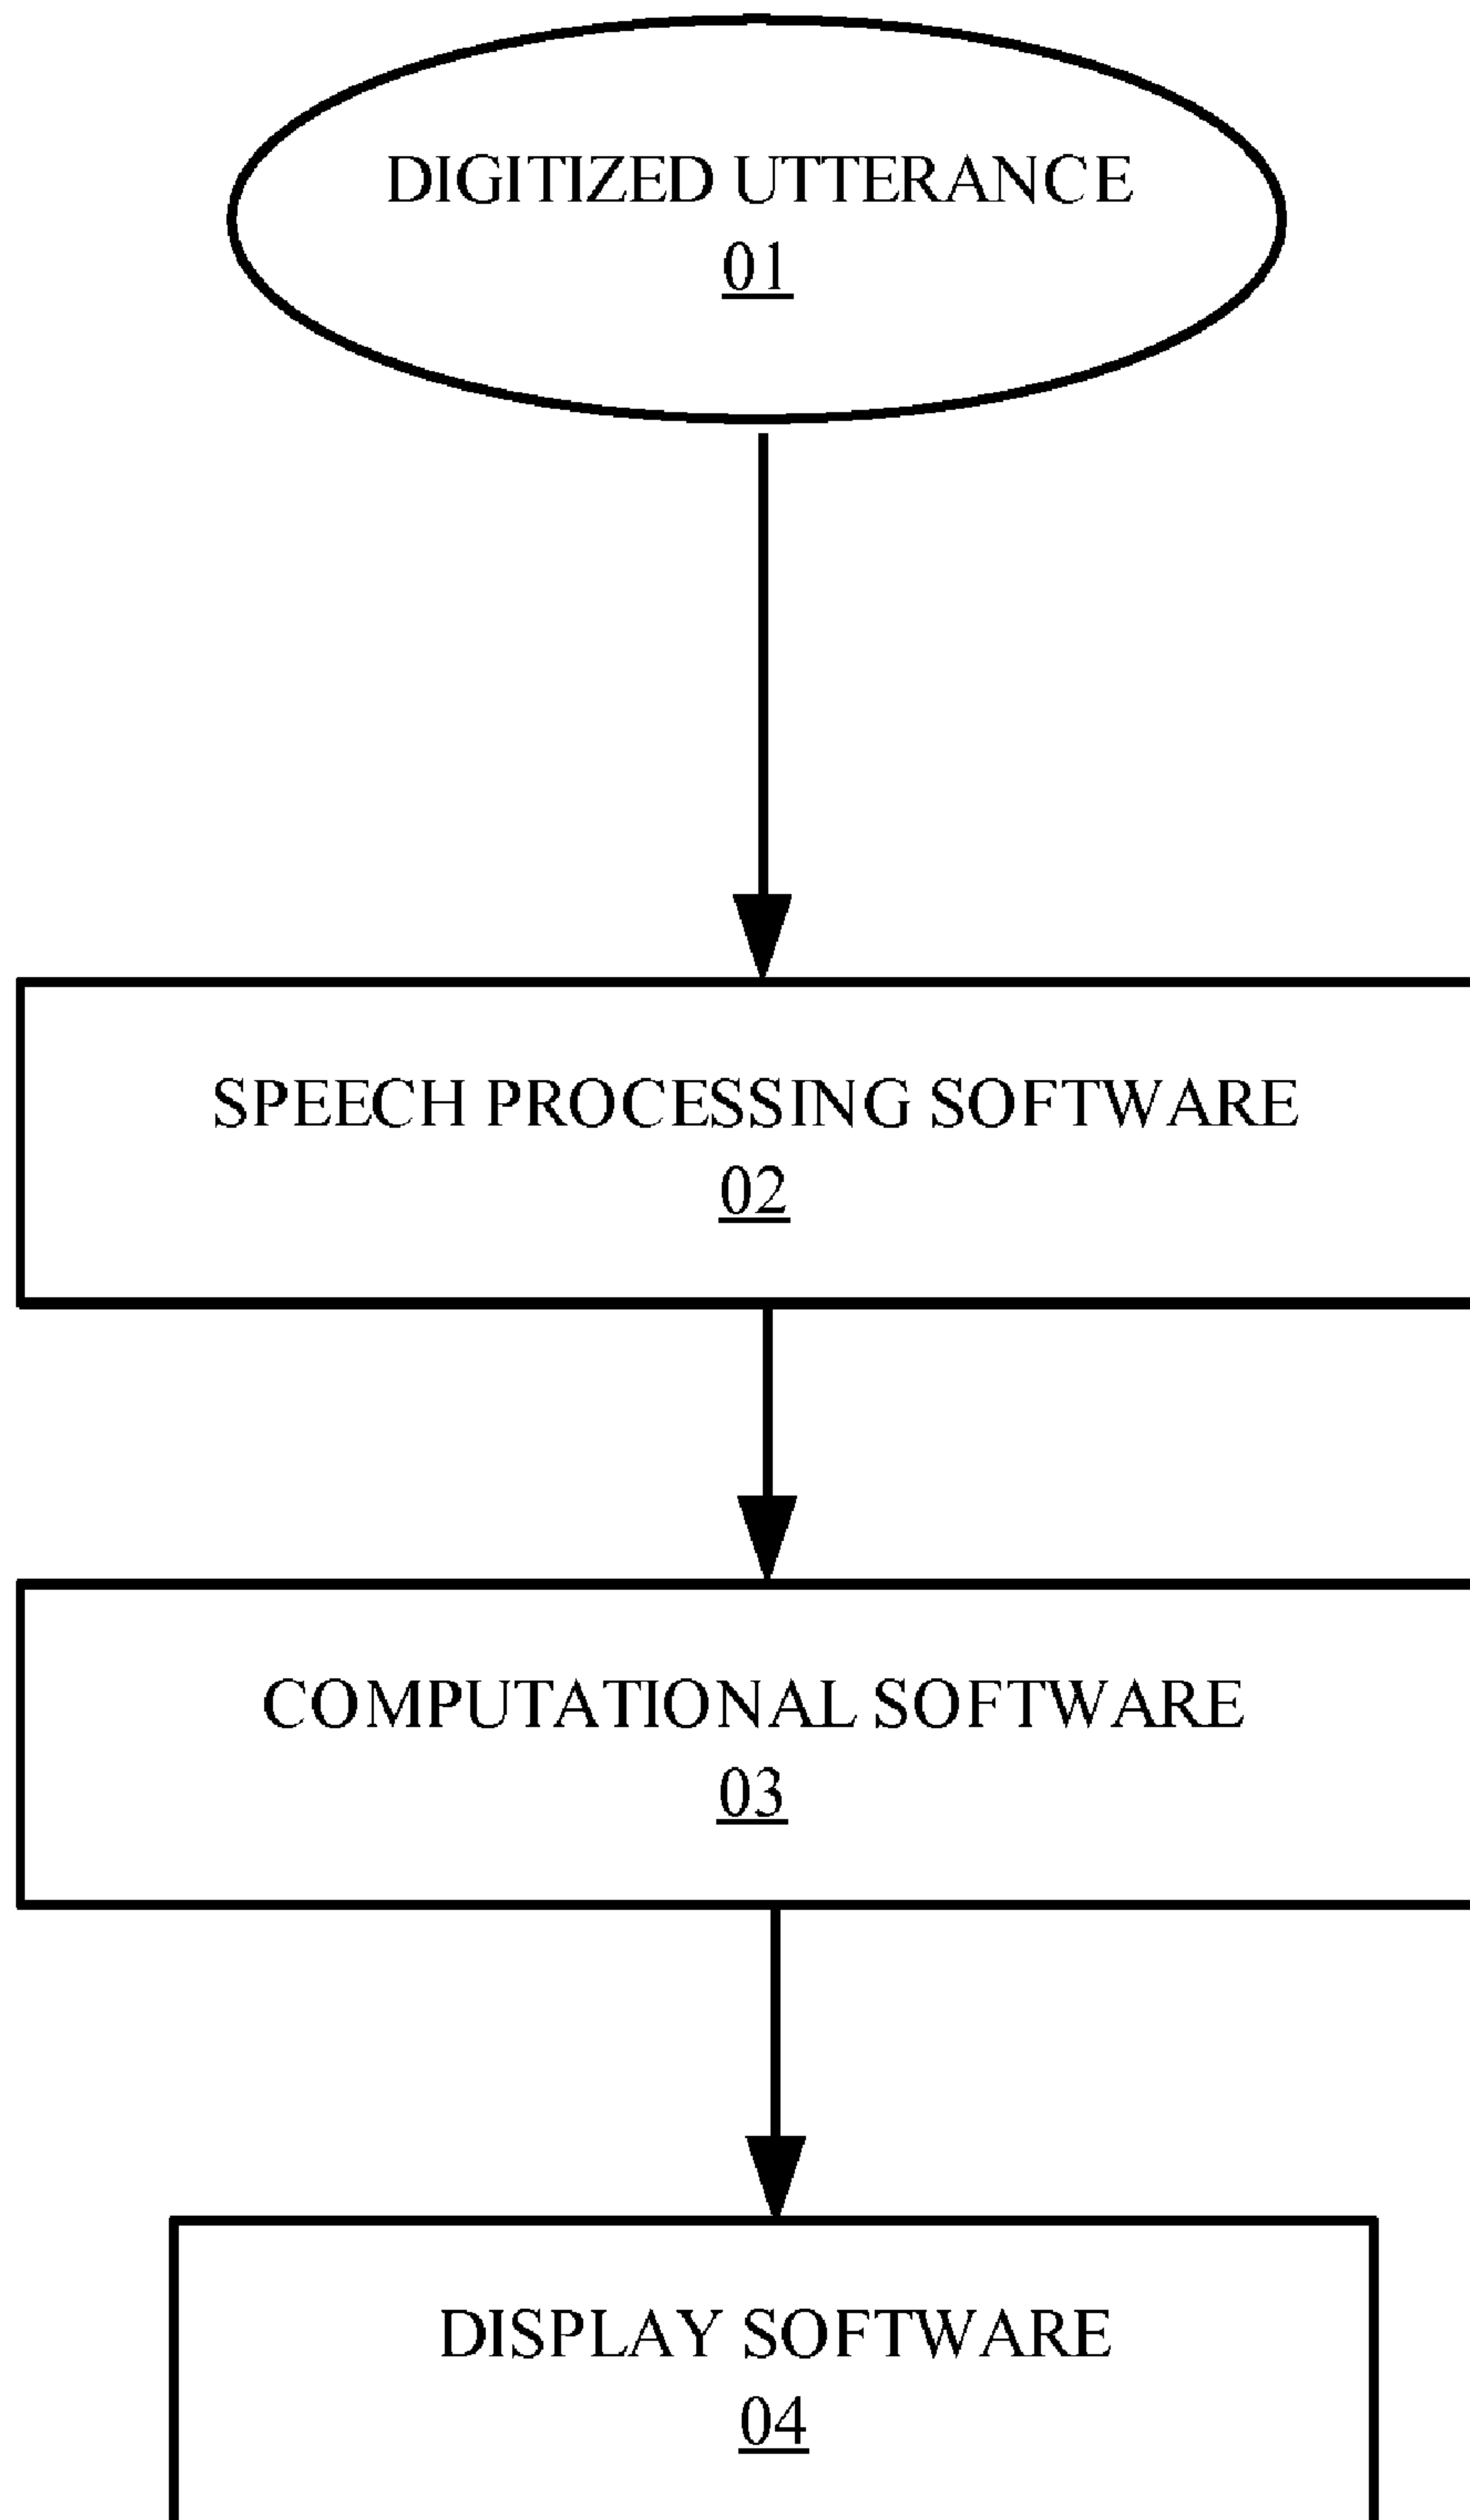 DIGITIZED UTTERANCE
01
SPEECH PROCESSING SOFTWARE
02
COMPUTATIONAL SOFTWARE
03
DISPLAY SOFTWARE
04